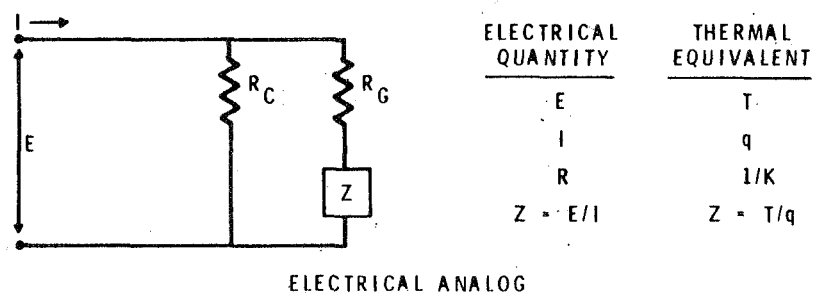 I
E
R_C
R_G
Z
ELECTRICAL QUANTITY THERMAL EQUIVALENT
E T
I q
R 1/K
Z = E/I Z = T/q
ELECTRICAL ANALOG